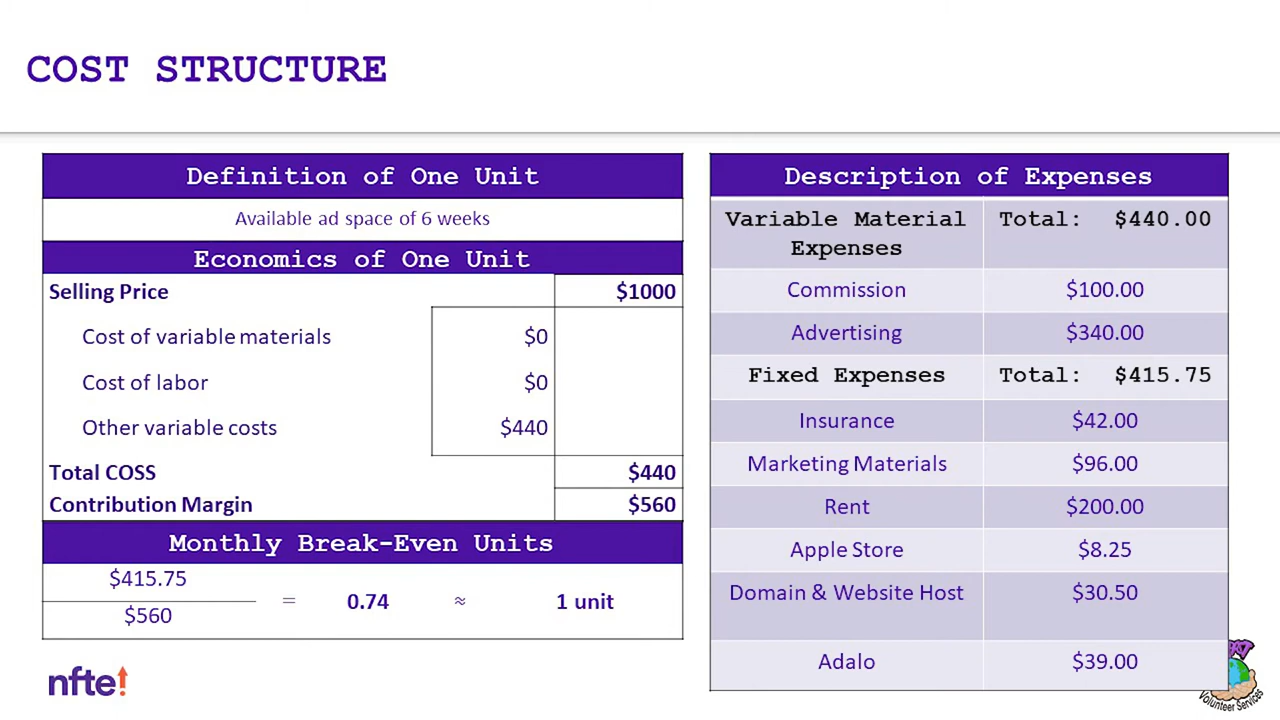 COST STRUCTURE
Definition of One Unit
Available ad space of 6 weeks
Economics of One Unit
Selling Price $1000
Cost of variable materials $0
Cost of labor $0
Other variable costs $440
Total COSS $440
Contribution Margin $560
Monthly Break-Even Units
$415.75
= 0.74 ≈ 1 unit
$560
Description of Expenses
Variable Material Total: $440.00
Expenses
Commission $100.00
Advertising $340.00
Fixed Expenses Total: $415.75
Insurance $42.00
Marketing Materials $96.00
Rent $200.00
Apple Store $8.25
Domain & Website Host $30.50
Adalo $39.00
nfte!
Volunteer Services